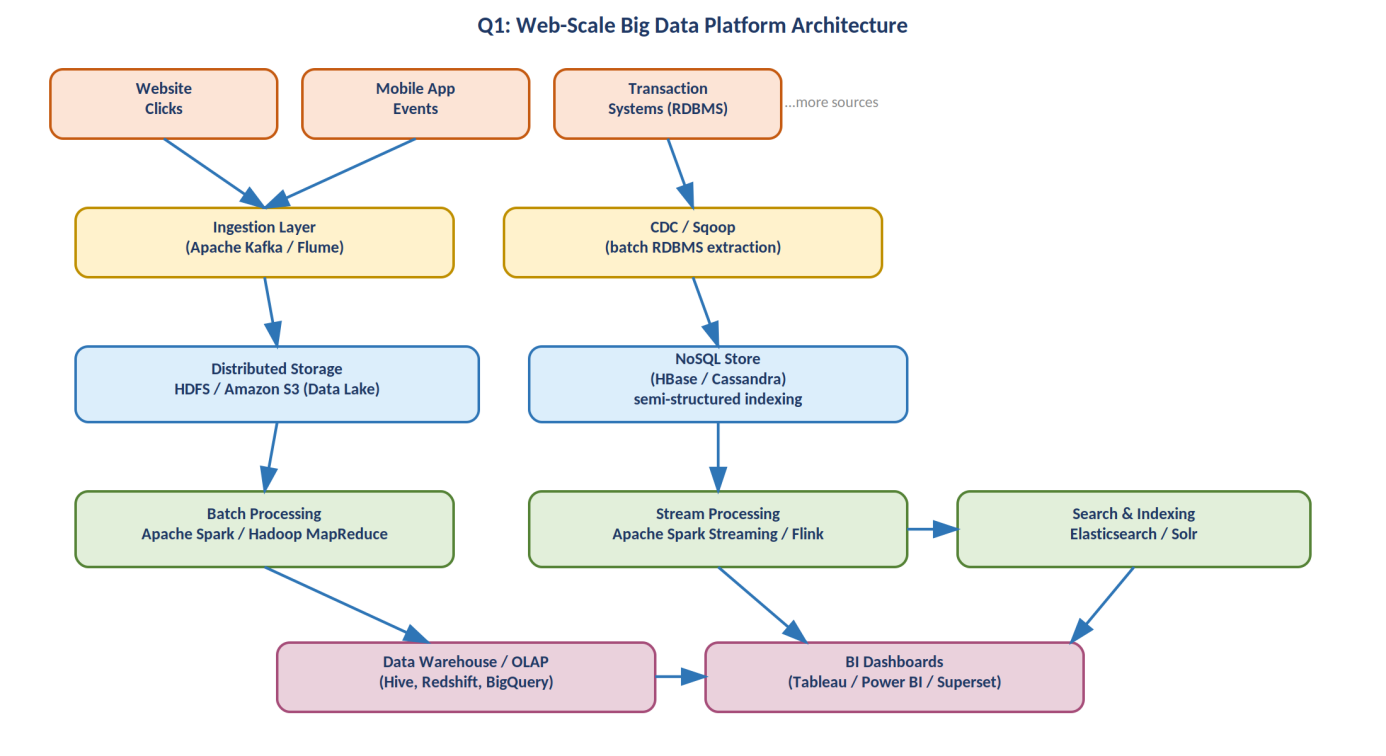 Q1: Web-Scale Big Data Platform Architecture
Website
Clicks
Mobile App
Events
Transaction
Systems (RDBMS)
...more sources
Ingestion Layer
(Apache Kafka / Flume)
CDC / Sqoop
(batch RDBMS extraction)
Distributed Storage
HDFS / Amazon S3 (Data Lake)
NoSQL Store
(HBase / Cassandra)
semi-structured indexing
Batch Processing
Apache Spark / Hadoop MapReduce
Stream Processing
Apache Spark Streaming / Flink
Search & Indexing
Elasticsearch / Solr
Data Warehouse / OLAP
(Hive, Redshift, BigQuery)
BI Dashboards
(Tableau / Power BI / Superset)